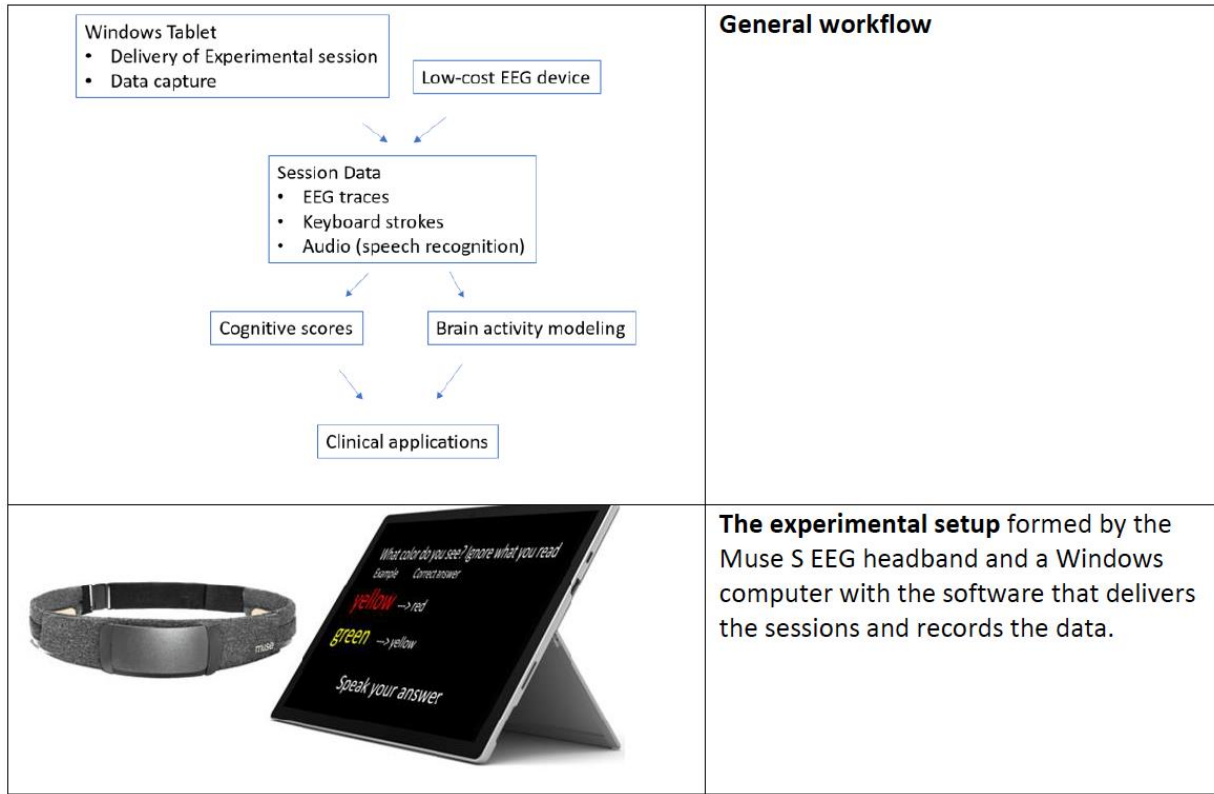 Windows Tablet
• Delivery of Experimental session
• Data capture
Low-cost EEG device
Session Data
• EEG traces
• Keyboard strokes
• Audio (speech recognition)
Cognitive scores
Brain activity modeling
Clinical applications
General workflow
What color do you see? Ignore what you read
Example Correct answer
yellow ---> red
green ---> yellow
Speak your answer
muse
The experimental setup formed by the
Muse S EEG headband and a Windows
computer with the software that delivers
the sessions and records the data.